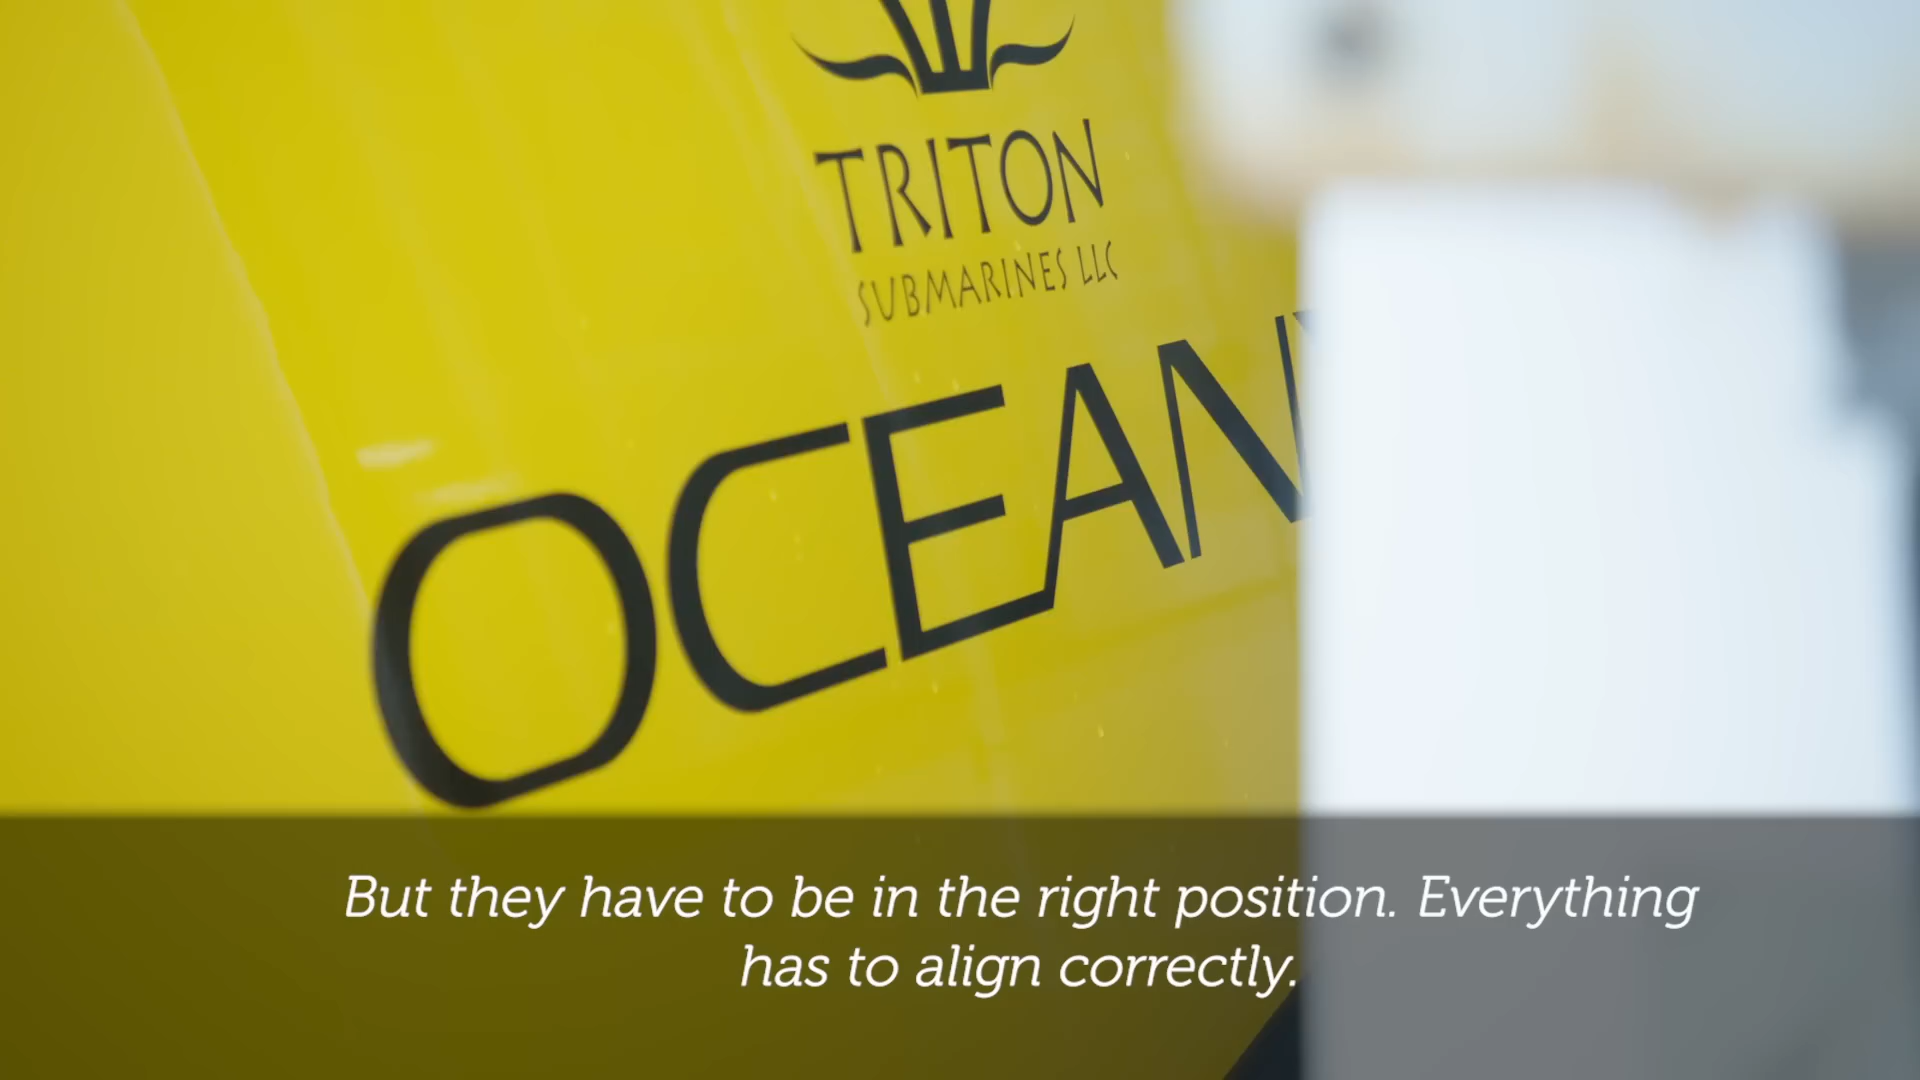 TRITON
SUBMARINES LLC
OCEAN
But they have to be in the right position. Everything
has to align correctly.